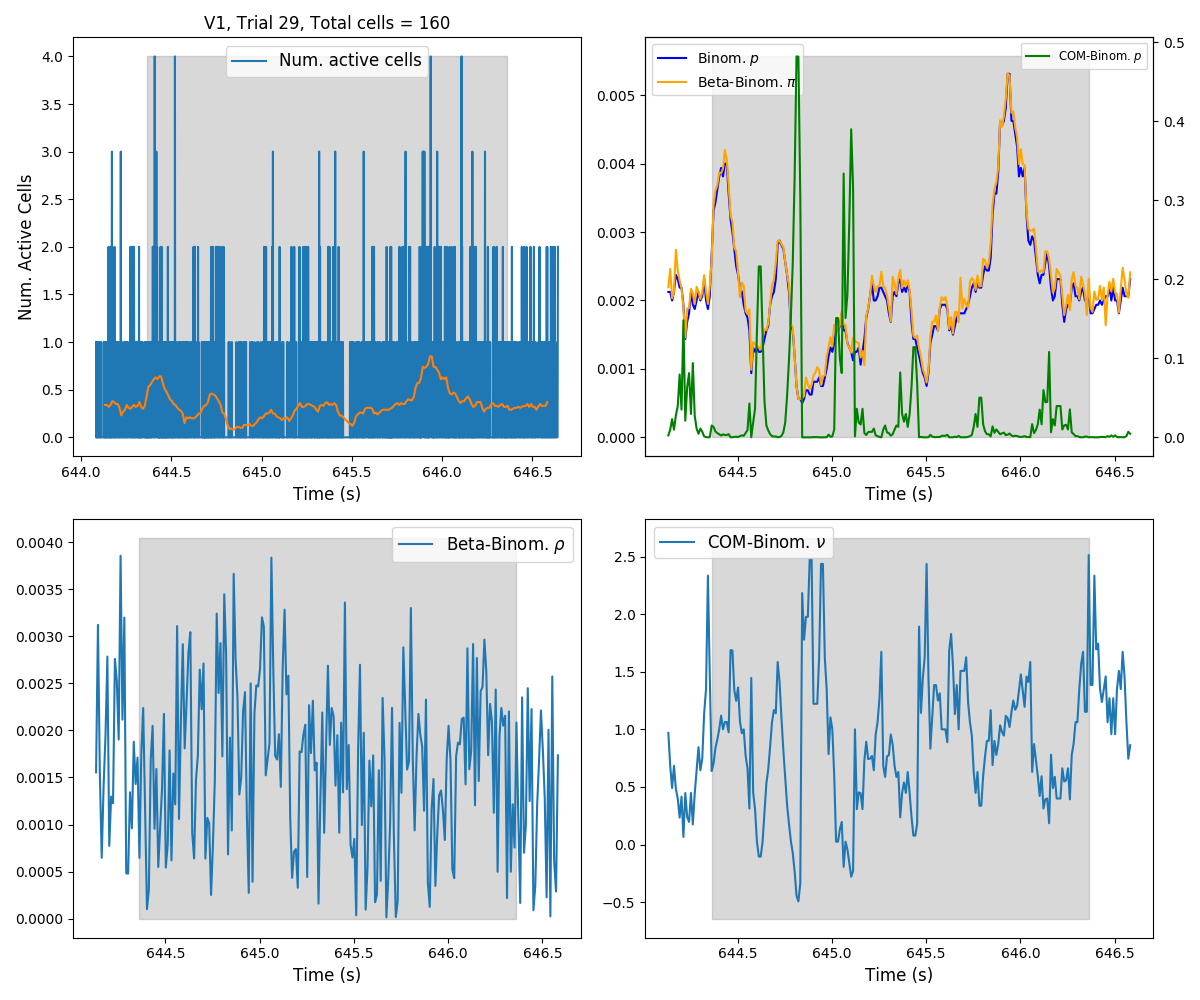 V1, Trial 29, Total cells = 160
Num. active cells
Num. Active Cells
4.0
3.5
3.0
2.5
2.0
1.5
1.0
0.5
0.0
644.0 644.5 645.0 645.5 646.0 646.5
Time (s)
Binom. p
Beta-Binom. π
COM-Binom. p
0.005
0.004
0.003
0.002
0.001
0.000
0.5
0.4
0.3
0.2
0.1
0.0
644.5 645.0 645.5 646.0 646.5
Time (s)
Beta-Binom. ρ
0.0040
0.0035
0.0030
0.0025
0.0020
0.0015
0.0010
0.0005
0.0000
644.5 645.0 645.5 646.0 646.5
Time (s)
COM-Binom. ν
2.5
2.0
1.5
1.0
0.5
0.0
−0.5
644.5 645.0 645.5 646.0 646.5
Time (s)